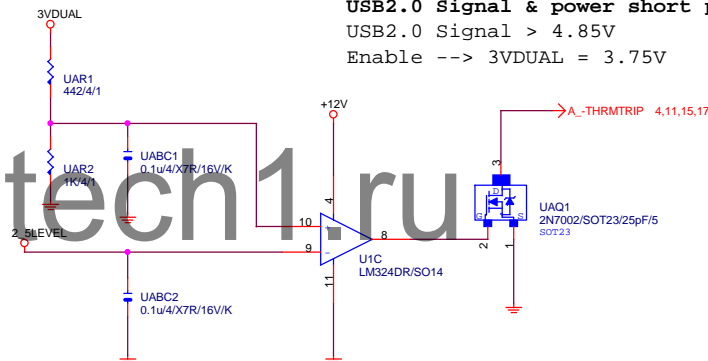 USB2.0 Signal & power short p
USB2.0 Signal > 4.85V
Enable --> 3VDUAL = 3.75V
3VDUAL
UAR1
442/4/1
+12V
A_-THRMTRIP 4,11,15,17
UAR2
1K/4/1
UABC1
0.1u/4/X7R/16V/K
3
D
G
S
UAQ1
2N7002/SOT23/25pF/5
SOT23
2
1
4
10
+
8
9
-
11
U1C
LM324DR/SO14
2_5LEVEL
UABC2
0.1u/4/X7R/16V/K
tech1.ru